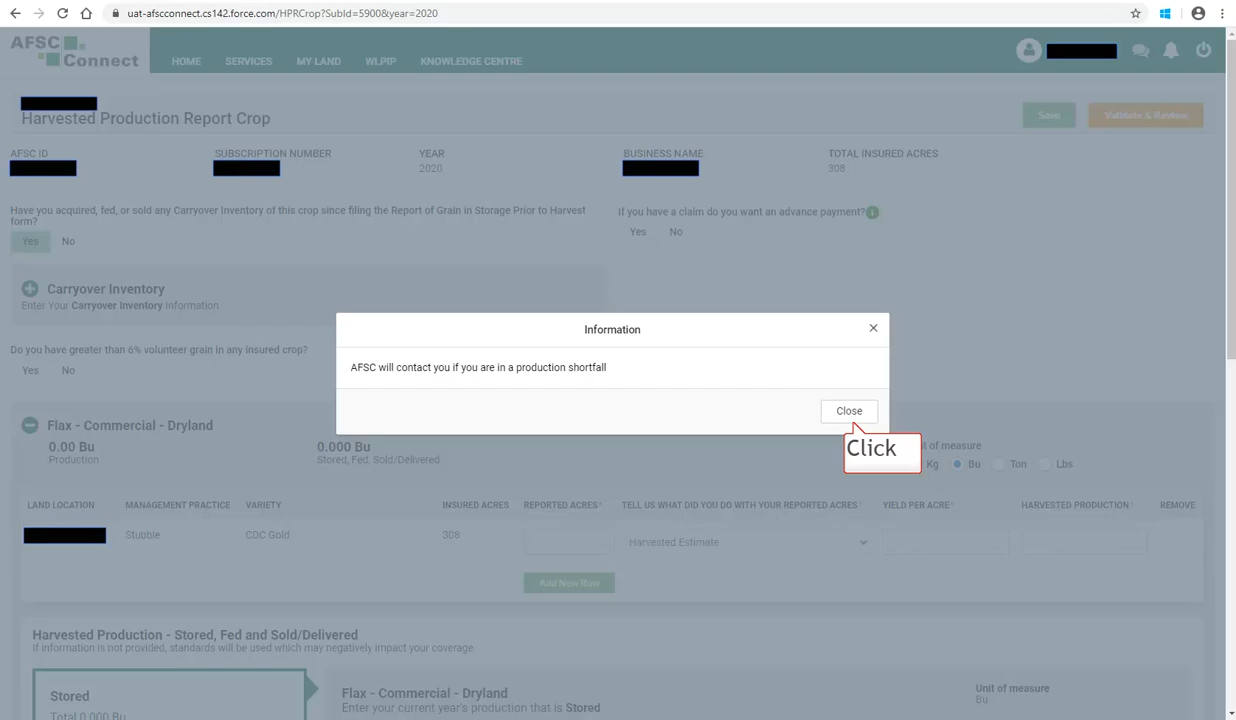 uat-afscconnect.cs142.force.com/HPRCrop?SubId=5900&year=2020
AFSC
Connect
HOME SERVICES MY LAND WLPIP KNOWLEDGE CENTRE
Harvested Production Report Crop
Save Validate & Review
AFSC ID SUBSCRIPTION NUMBER YEAR BUSINESS NAME TOTAL INSURED ACRES
2020 308
Have you acquired, fed, or sold any Carryover Inventory of this crop since filing the Report of Grain in Storage Prior to Harvest
form?
Yes No
If you have a claim do you want an advance payment?
Yes No
Carryover Inventory
Enter Your Carryover Inventory Information
Do you have greater than 6% volunteer grain in any insured crop?
Yes No
Information
AFSC will contact you if you are in a production shortfall
Close
Click
Flax - Commercial - Dryland
0.00 Bu
Production
0.000 Bu
Stored, Fed, Sold/Delivered
of measure
Kg Bu Ton Lbs
LAND LOCATION MANAGEMENT PRACTICE VARIETY INSURED ACRES REPORTED ACRES* TELL US WHAT DID YOU DO WITH YOUR REPORTED ACRES* YIELD PER ACRE* HARVESTED PRODUCTION* REMOVE
Stubble CDC Gold 308 Harvested Estimate
Add New Row
Harvested Production - Stored, Fed and Sold/Delivered
If information is not provided, standards will be used which may negatively impact your coverage.
Stored
Total 0.000 Bu
Flax - Commercial - Dryland
Enter your current year's production that is Stored
Unit of measure
Bu